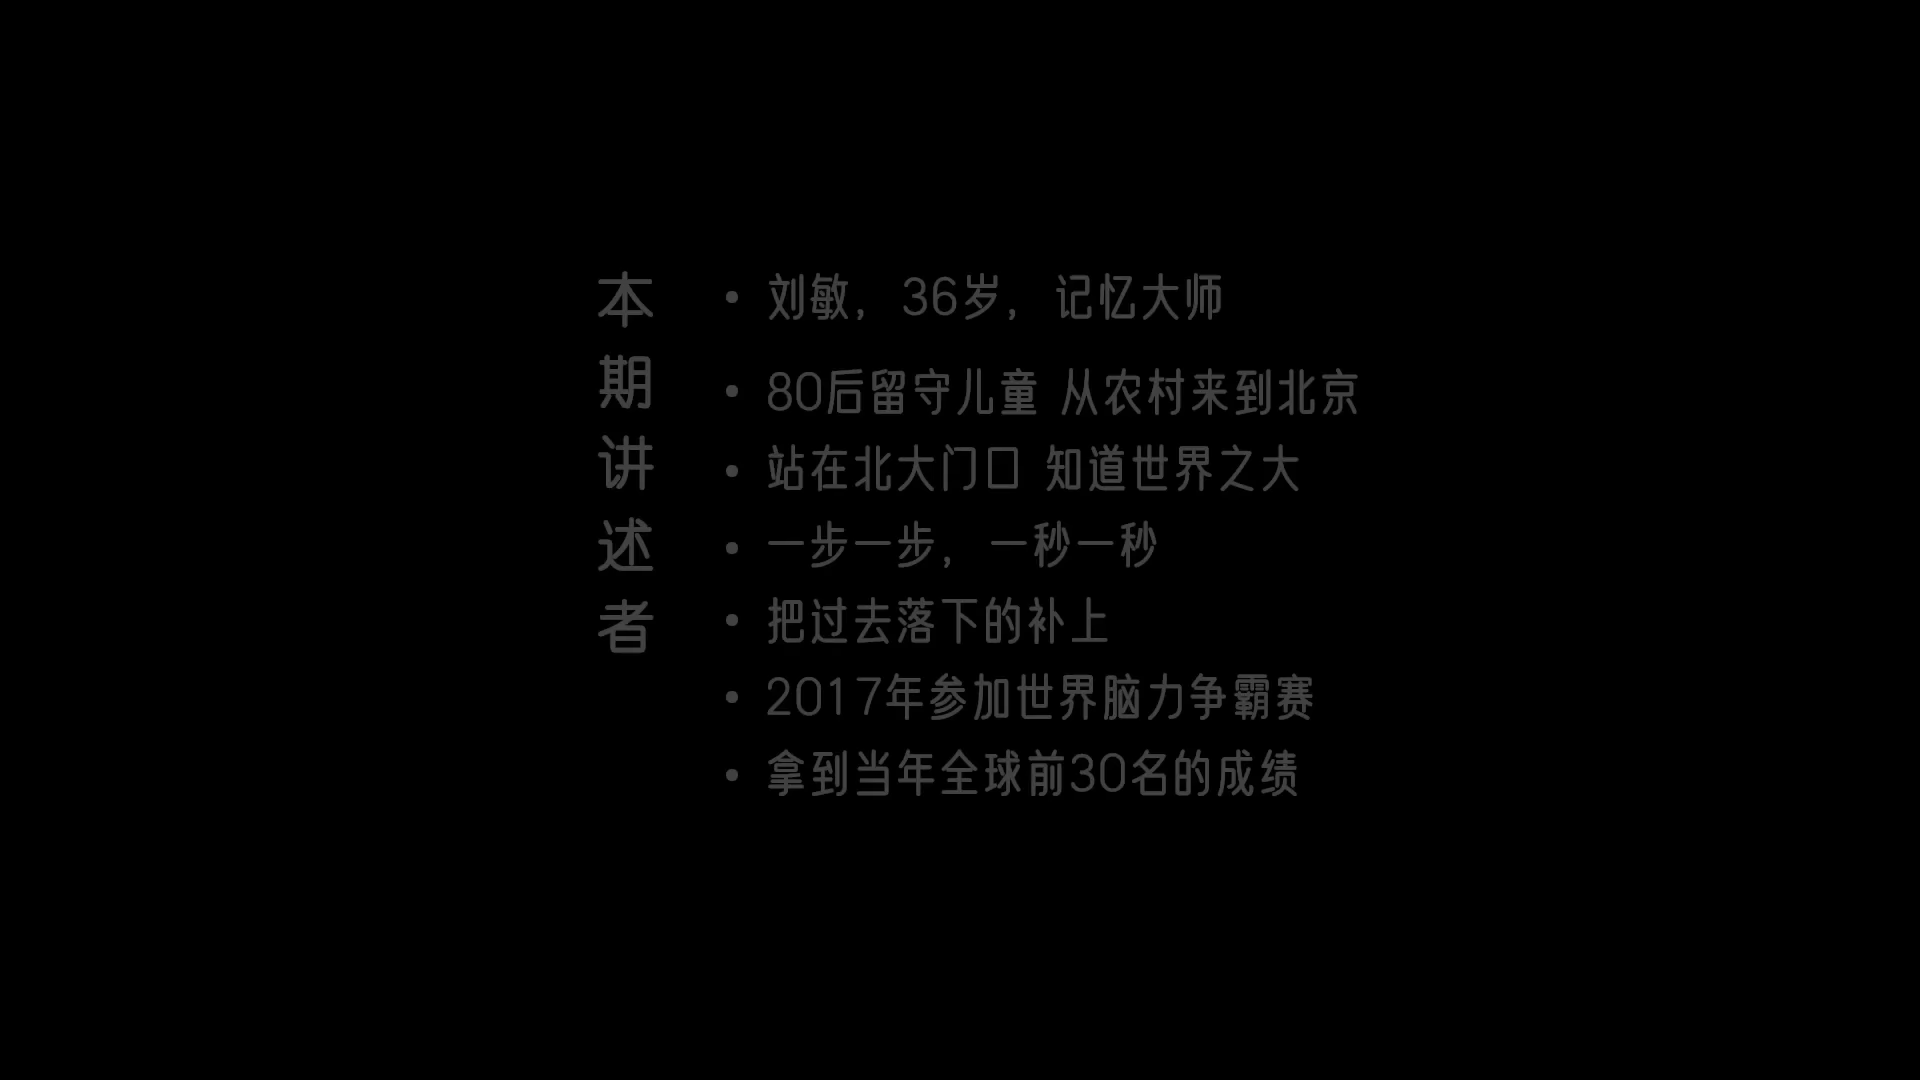 本期讲述者
• 刘敏，36岁，记忆大师
• 80后留守儿童 从农村来到北京
• 站在北大门口 知道世界之大
• 一步一步，一秒一秒
• 把过去落下的补上
• 2017年参加世界脑力争霸赛
• 拿到当年全球前30名的成绩